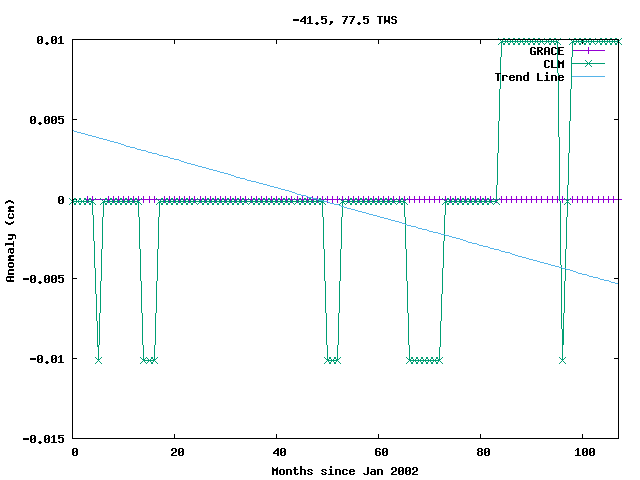 -41.5, 77.5 TWS
0.01
GRACE
CLM
Trend Line
0.005
0
Anomaly (cm)
-0.005
-0.01
-0.015
0 20 40 60 80 100
Months since Jan 2002